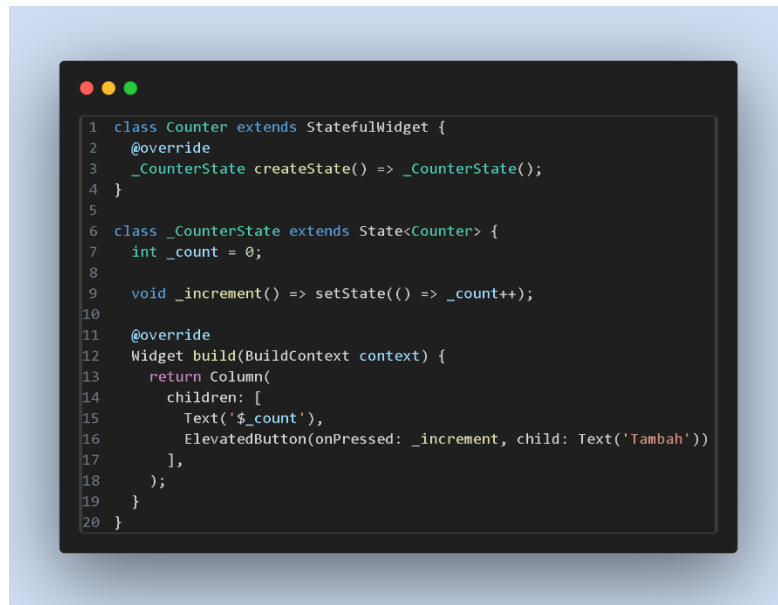 1 class Counter extends StatefulWidget {
2   @override
3   _CounterState createState() => _CounterState();
4 }
5
6 class _CounterState extends State<Counter> {
7   int _count = 0;
8
9   void _increment() => setState(() => _count++);
10
11   @override
12   Widget build(BuildContext context) {
13     return Column(
14       children: [
15         Text('$_count'),
16         ElevatedButton(onPressed: _increment, child: Text('Tambah'))
17       ],
18     );
19   }
20 }